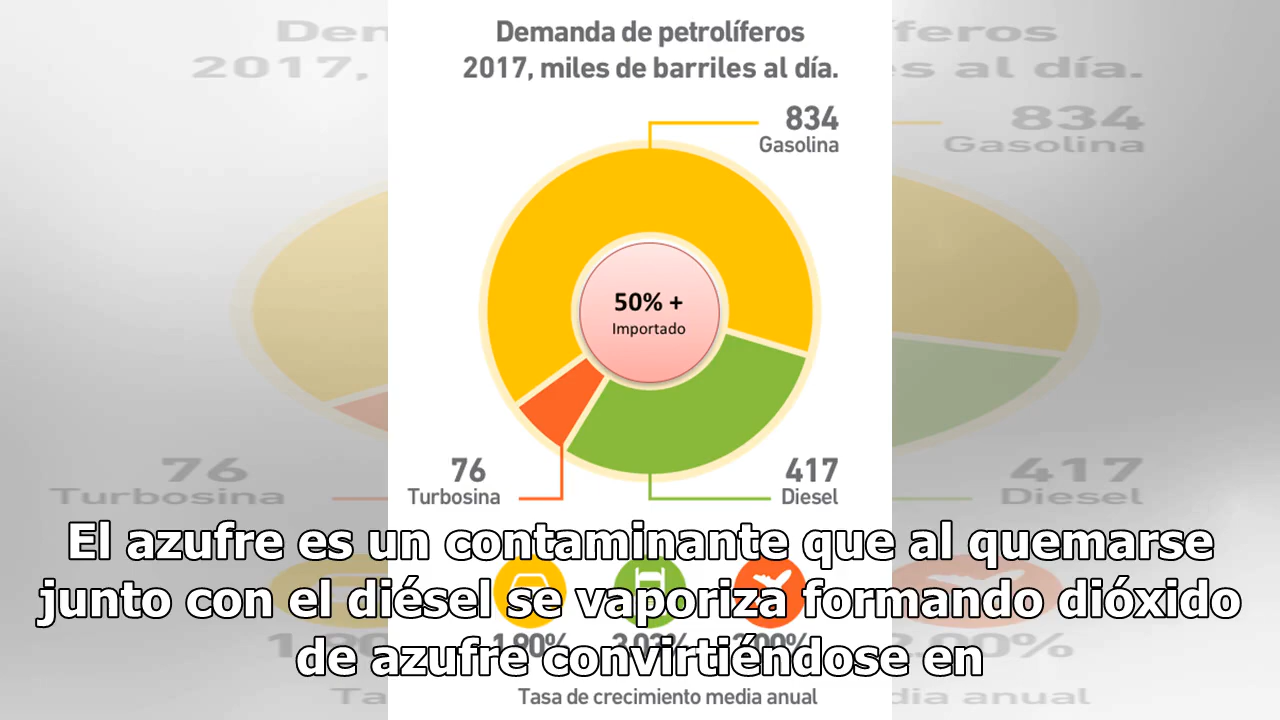 Demanda de petrolíferos
2017, miles de barriles al día.
834
Gasolina
50% +
Importado
76
Turbosina
417
Diesel
El azufre es un contaminante que al quemarse
junto con el diésel se vaporiza formando dióxido
de azufre convirtiéndose en
Tasa de crecimiento media anual